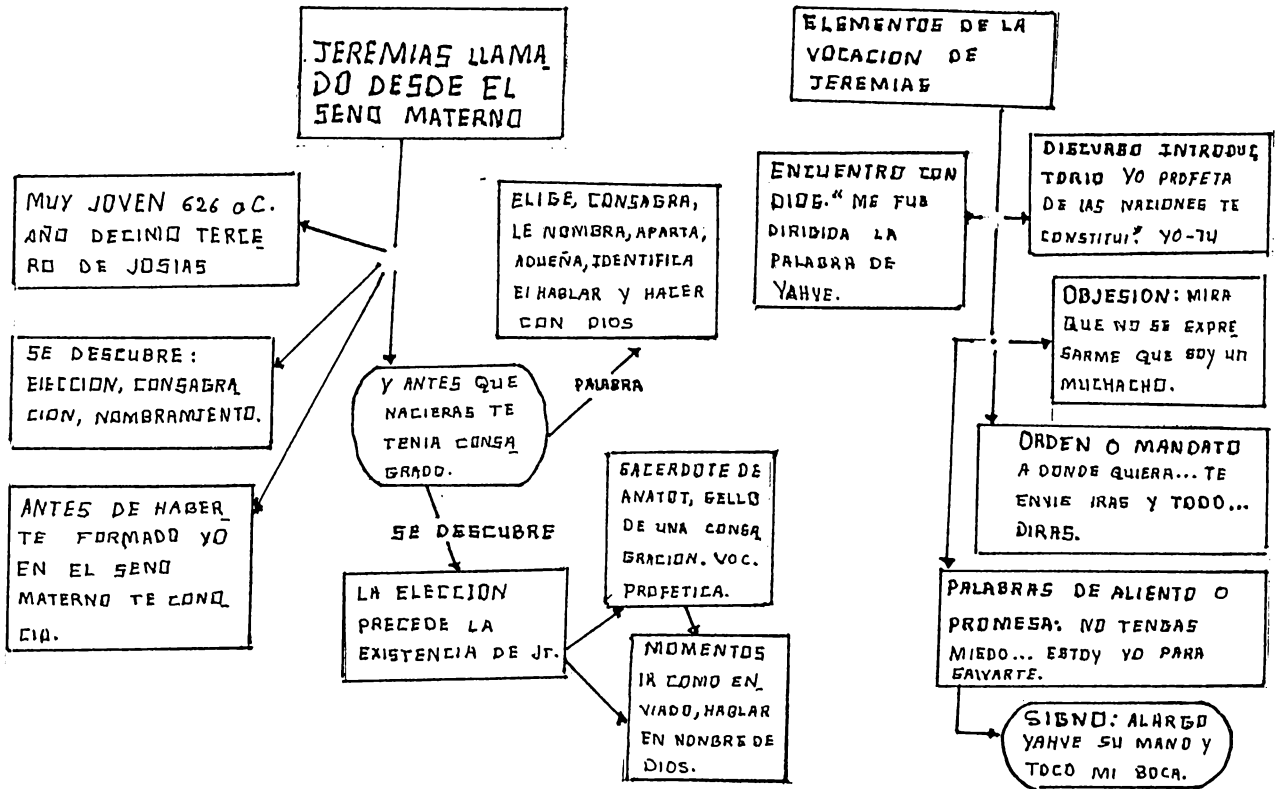 JEREMIAS LLAMA
DO DESDE EL
SENO MATERNO
MUY JOVEN 626 aC.
AÑO DECINIO TERCE
RO DE JOSIAS
SE DESCUBRE:
ELECCION, CONSAGRA
CION, NOMBRAMIENTO.
ANTES DE HABER
TE FORMADO YO
EN EL SENO
MATERNO TE CONO
CIA.
Y ANTES QUE
NACIERAS TE
TENIA CONSA
GRADO.
PALABRA
ELIGE, CONSAGRA,
LE NOMBRA, APARTA,
ADUEÑA, IDENTIFICA
El HABLAR Y HACER
CON DIOS
SE DESCUBRE
LA ELECCION
PRECEDE LA
EXISTENCIA DE Jr.
SACERDOTE DE
ANATOT, SELLO
DE UNA CONSA
GRACION. VOC.
PROFETICA.
MOMENTOS
IR COMO EN
VIADO, HABLAR
EN NONBRE DE
DIOS.
ELEMENTOS DE LA
VOCACION DE
JEREMIAS
ENCUENTRO CON
DIOS. "ME FUE
DIRIGIDA LA
PALABRA DE
YAHVE.
DISCURSO INTRODUC
TORIO YO PROFETA
DE LAS NACIONES TE
CONSTITUI". YO-TU
OBJESION: MIRA
QUE NO SE EXPRE
SARME QUE SOY UN
MUCHACHO.
ORDEN O MANDATO
A DONDE QUIERA... TE
ENVIE IRAS Y TODO...
DIRAS.
PALABRAS DE ALIENTO O
PROMESA: NO TENGAS
MIEDO... ESTOY YO PARA
SALVARTE.
SIGNO: ALARGO
YAHVE SU MANO Y
TOCO MI BOCA.